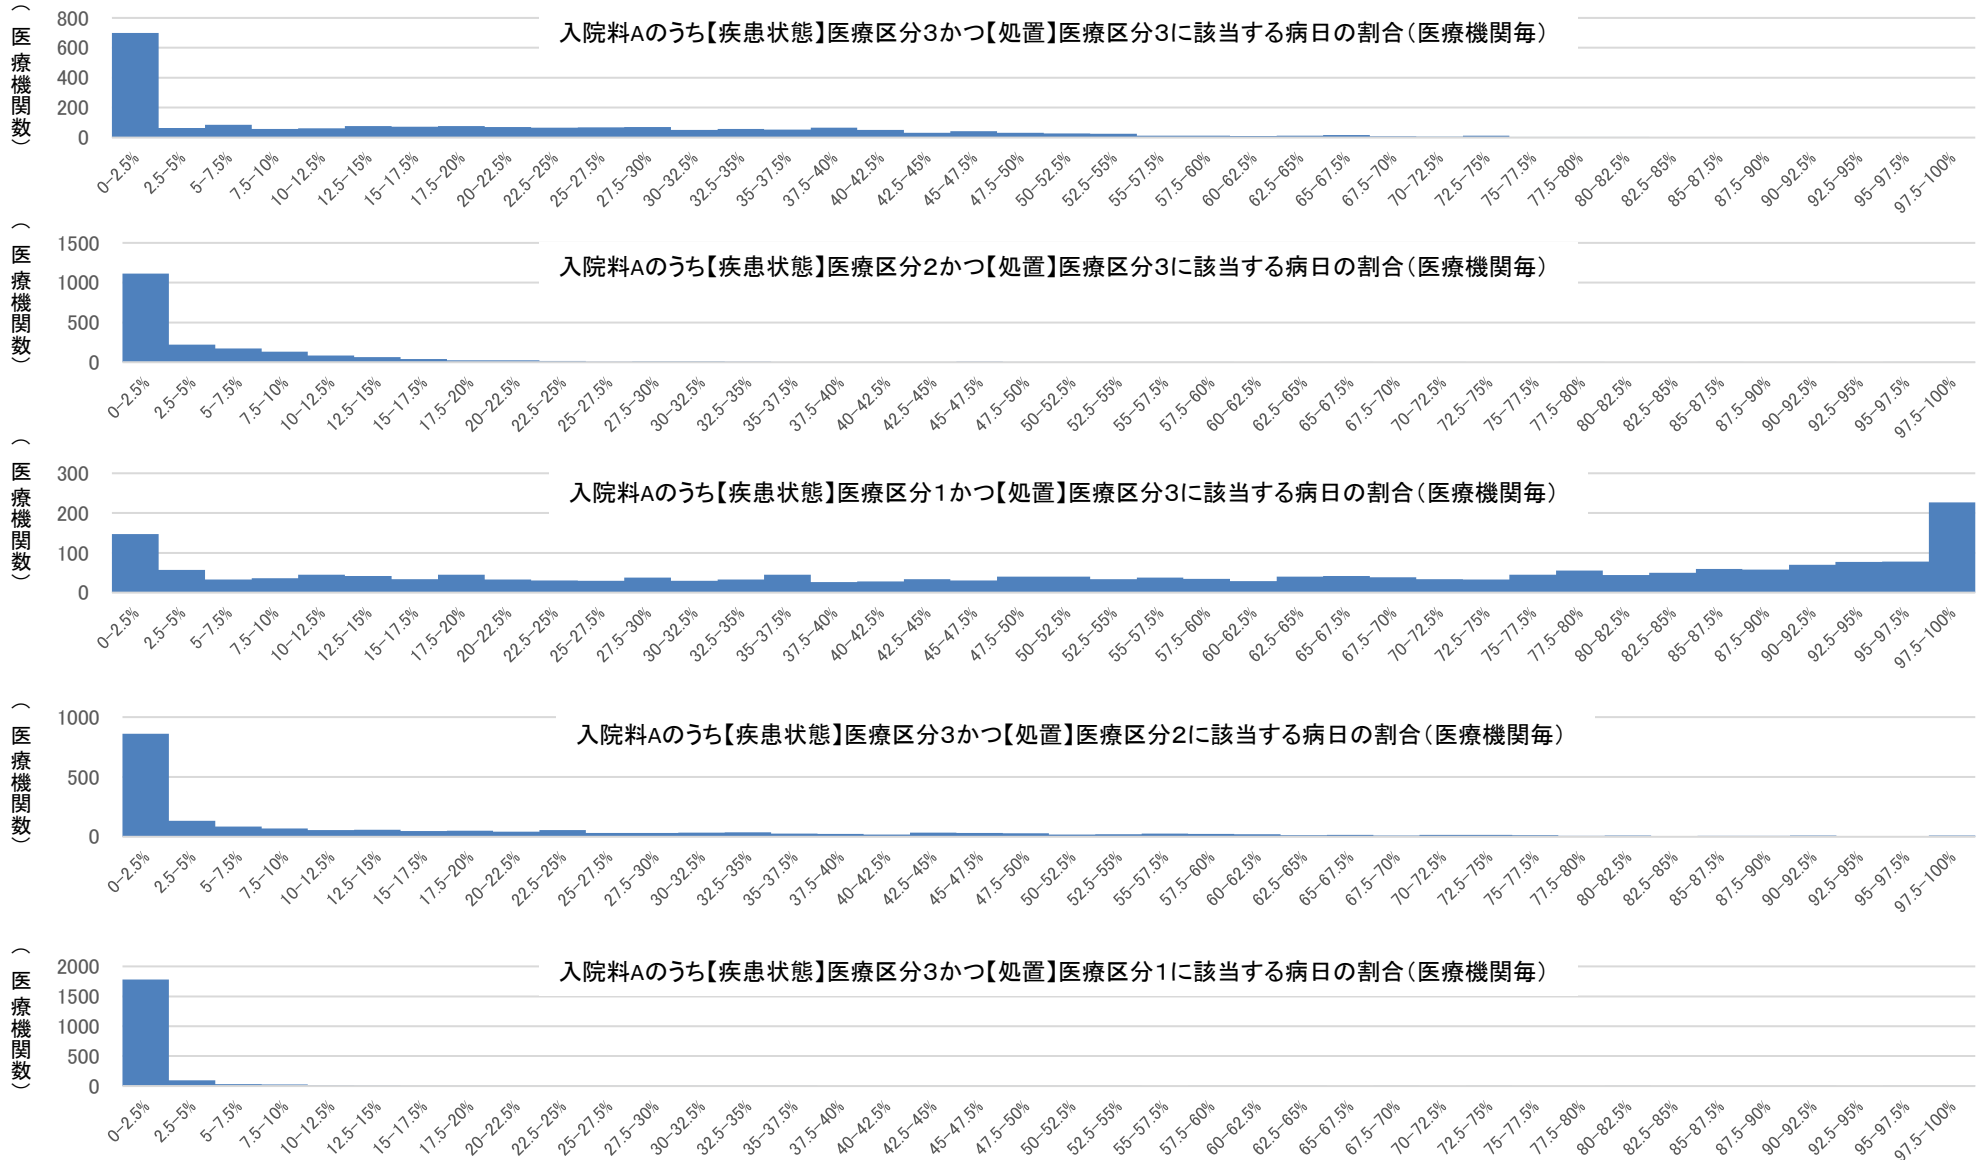 入院料Aのうち【疾患状態】医療区分3かつ【処置】医療区分3に該当する病日の割合（医療機関毎）
（医療機関数）
800
600
400
200
0
0-2.5% 2.5-5% 5-7.5% 7.5-10% 10-12.5% 12.5-15% 15-17.5% 17.5-20% 20-22.5% 22.5-25% 25-27.5% 27.5-30% 30-32.5% 32.5-35% 35-37.5% 37.5-40% 40-42.5% 42.5-45% 45-47.5% 47.5-50% 50-52.5% 52.5-55% 55-57.5% 57.5-60% 60-62.5% 62.5-65% 65-67.5% 67.5-70% 70-72.5% 72.5-75% 75-77.5% 77.5-80% 80-82.5% 82.5-85% 85-87.5% 87.5-90% 90-92.5% 92.5-95% 95-97.5% 97.5-100%
入院料Aのうち【疾患状態】医療区分2かつ【処置】医療区分3に該当する病日の割合（医療機関毎）
（医療機関数）
1500
1000
500
0
0-2.5% 2.5-5% 5-7.5% 7.5-10% 10-12.5% 12.5-15% 15-17.5% 17.5-20% 20-22.5% 22.5-25% 25-27.5% 27.5-30% 30-32.5% 32.5-35% 35-37.5% 37.5-40% 40-42.5% 42.5-45% 45-47.5% 47.5-50% 50-52.5% 52.5-55% 55-57.5% 57.5-60% 60-62.5% 62.5-65% 65-67.5% 67.5-70% 70-72.5% 72.5-75% 75-77.5% 77.5-80% 80-82.5% 82.5-85% 85-87.5% 87.5-90% 90-92.5% 92.5-95% 95-97.5% 97.5-100%
入院料Aのうち【疾患状態】医療区分1かつ【処置】医療区分3に該当する病日の割合（医療機関毎）
（医療機関数）
300
200
100
0
0-2.5% 2.5-5% 5-7.5% 7.5-10% 10-12.5% 12.5-15% 15-17.5% 17.5-20% 20-22.5% 22.5-25% 25-27.5% 27.5-30% 30-32.5% 32.5-35% 35-37.5% 37.5-40% 40-42.5% 42.5-45% 45-47.5% 47.5-50% 50-52.5% 52.5-55% 55-57.5% 57.5-60% 60-62.5% 62.5-65% 65-67.5% 67.5-70% 70-72.5% 72.5-75% 75-77.5% 77.5-80% 80-82.5% 82.5-85% 85-87.5% 87.5-90% 90-92.5% 92.5-95% 95-97.5% 97.5-100%
入院料Aのうち【疾患状態】医療区分3かつ【処置】医療区分2に該当する病日の割合（医療機関毎）
（医療機関数）
1000
500
0
0-2.5% 2.5-5% 5-7.5% 7.5-10% 10-12.5% 12.5-15% 15-17.5% 17.5-20% 20-22.5% 22.5-25% 25-27.5% 27.5-30% 30-32.5% 32.5-35% 35-37.5% 37.5-40% 40-42.5% 42.5-45% 45-47.5% 47.5-50% 50-52.5% 52.5-55% 55-57.5% 57.5-60% 60-62.5% 62.5-65% 65-67.5% 67.5-70% 70-72.5% 72.5-75% 75-77.5% 77.5-80% 80-82.5% 82.5-85% 85-87.5% 87.5-90% 90-92.5% 92.5-95% 95-97.5% 97.5-100%
入院料Aのうち【疾患状態】医療区分3かつ【処置】医療区分1に該当する病日の割合（医療機関毎）
（医療機関数）
2000
1500
1000
500
0
0-2.5% 2.5-5% 5-7.5% 7.5-10% 10-12.5% 12.5-15% 15-17.5% 17.5-20% 20-22.5% 22.5-25% 25-27.5% 27.5-30% 30-32.5% 32.5-35% 35-37.5% 37.5-40% 40-42.5% 42.5-45% 45-47.5% 47.5-50% 50-52.5% 52.5-55% 55-57.5% 57.5-60% 60-62.5% 62.5-65% 65-67.5% 67.5-70% 70-72.5% 72.5-75% 75-77.5% 77.5-80% 80-82.5% 82.5-85% 85-87.5% 87.5-90% 90-92.5% 92.5-95% 95-97.5% 97.5-100%